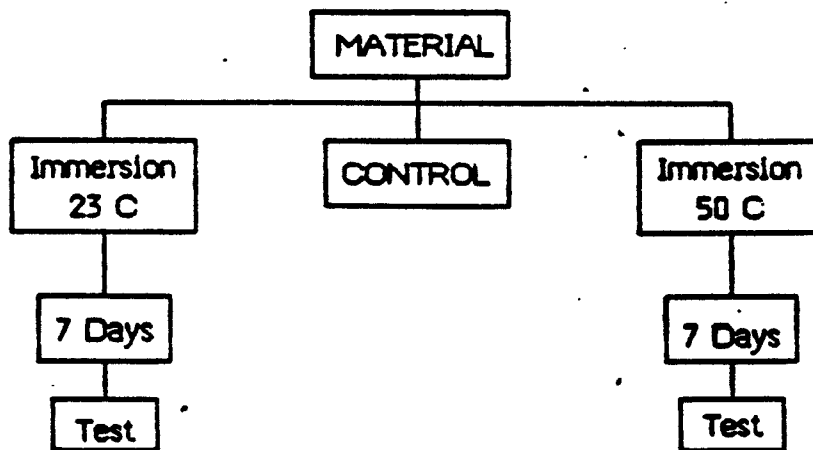 MATERIAL
Immersion
23 C
CONTROL
Immersion
50 C
7 Days
7 Days
Test
Test